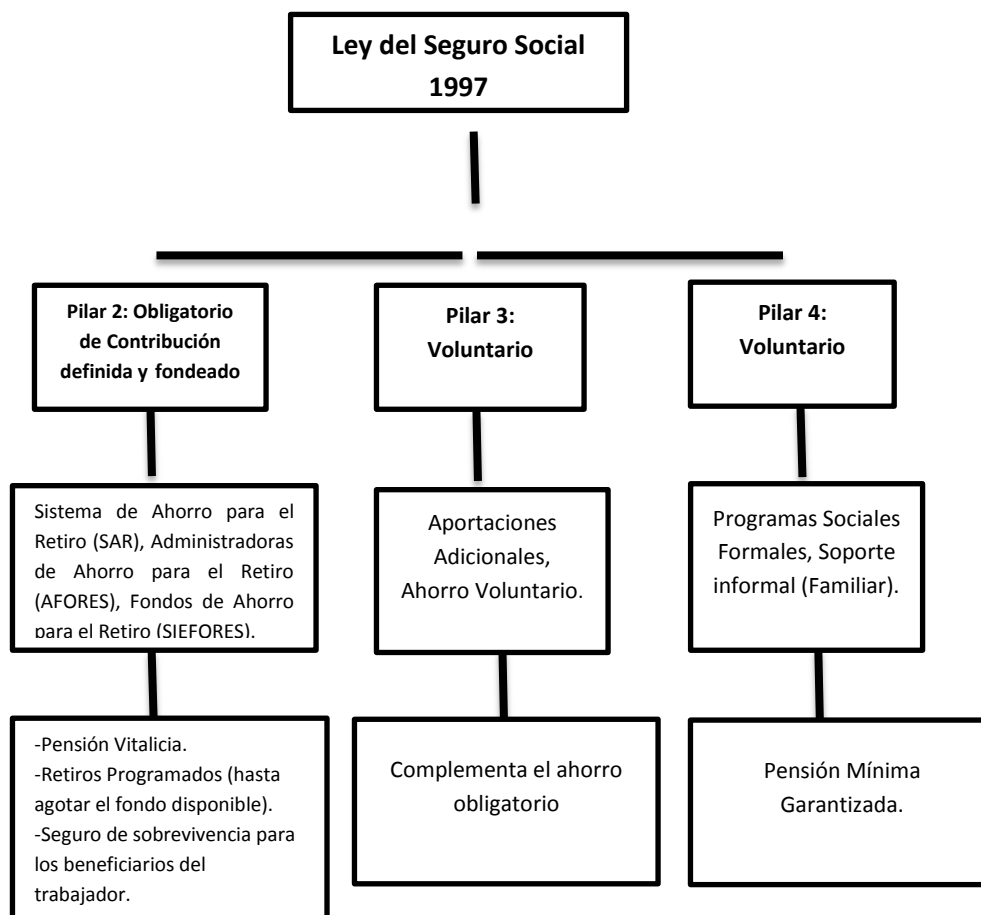 Ley del Seguro Social
1997
Pilar 2: Obligatorio
de Contribución
definida y fondeado
Pilar 3:
Voluntario
Pilar 4:
Voluntario
Sistema de Ahorro para el
Retiro (SAR), Administradoras
de Ahorro para el Retiro
(AFORES), Fondos de Ahorro
para el Retiro (SIEFORES).
Aportaciones
Adicionales,
Ahorro Voluntario.
Programas Sociales
Formales, Soporte
informal (Familiar).
-Pensión Vitalicia.
-Retiros Programados (hasta
agotar el fondo disponible).
-Seguro de sobrevivencia para
los beneficiarios del
trabajador.
Complementa el ahorro
obligatorio
Pensión Mínima
Garantizada.